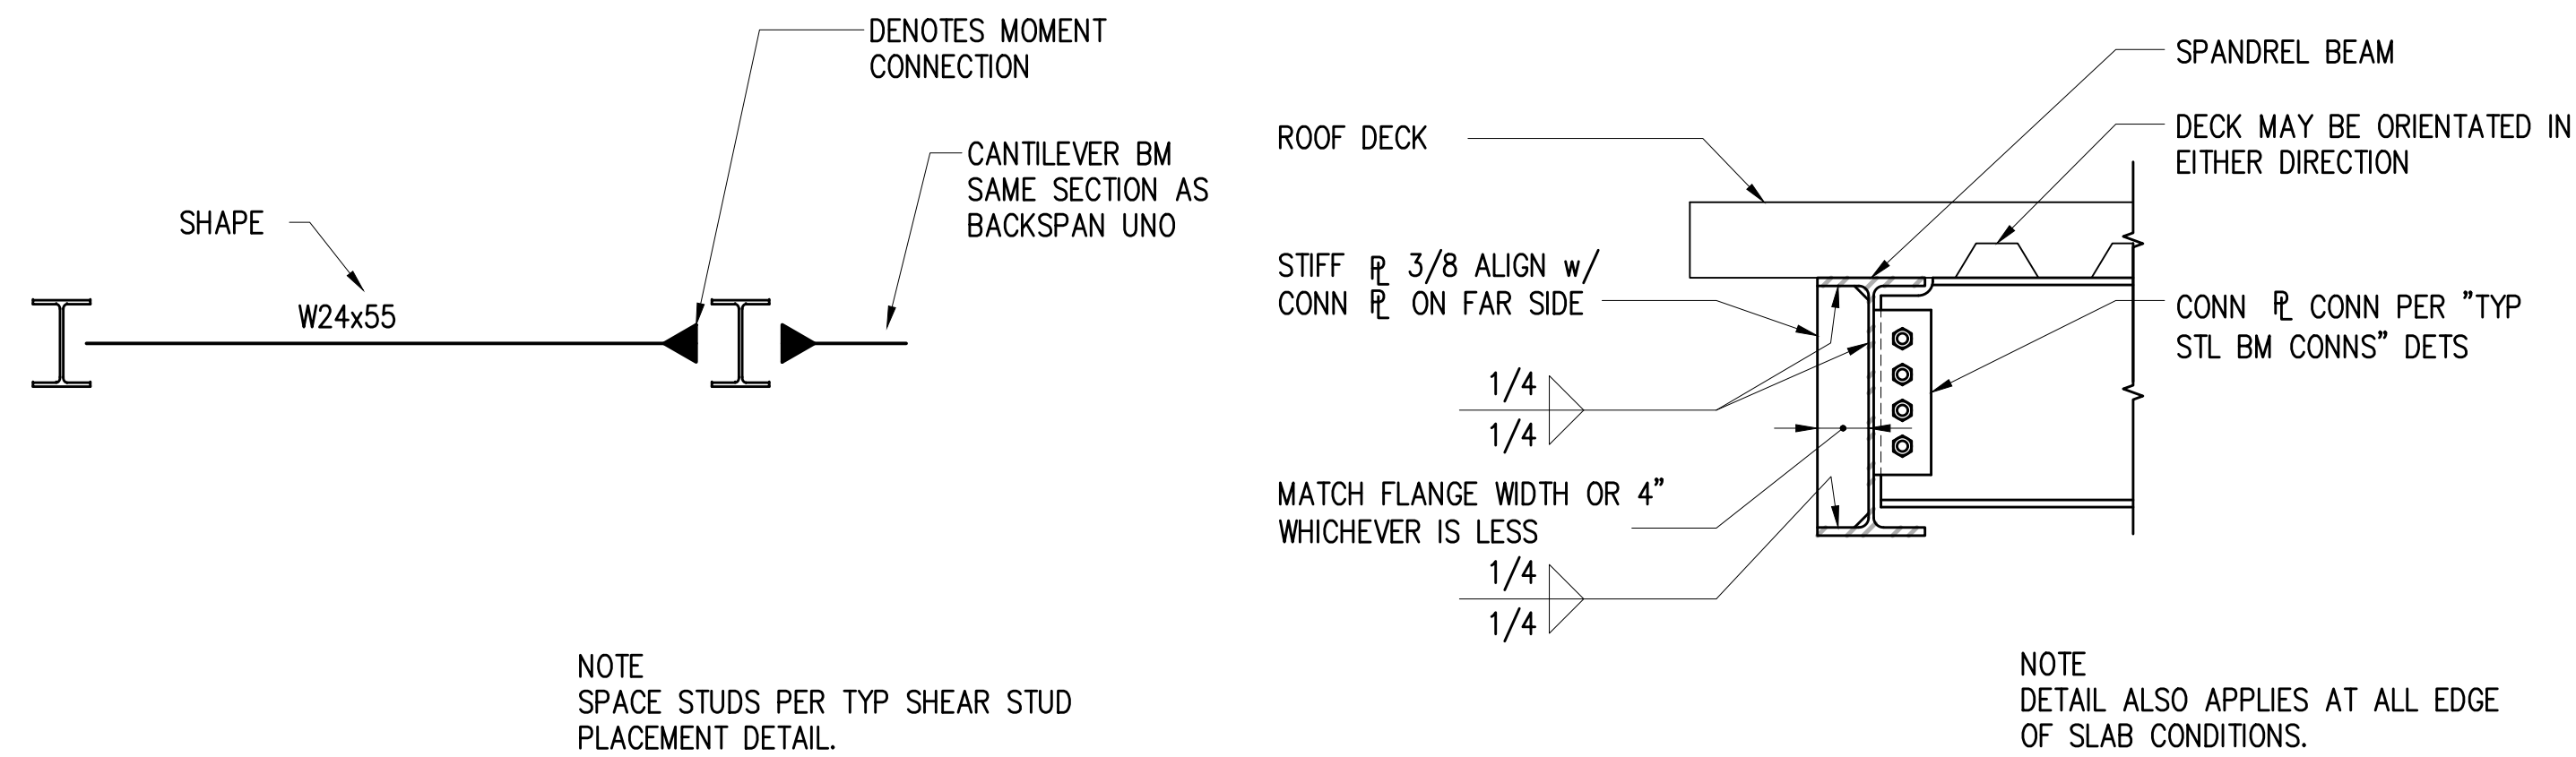 DENOTES MOMENT
CONNECTION
CANTILEVER BM
SAME SECTION AS
BACKSPAN UNO
SHAPE
W24x55
NOTE
SPACE STUDS PER TYP SHEAR STUD
PLACEMENT DETAIL.
SPANDREL BEAM
ROOF DECK
DECK MAY BE ORIENTATED IN
EITHER DIRECTION
STIFF ⅊ 3/8 ALIGN w/
CONN ⅊ ON FAR SIDE
CONN ⅊ CONN PER "TYP
STL BM CONNS" DETS
1/4
1/4
MATCH FLANGE WIDTH OR 4"
WHICHEVER IS LESS
1/4
1/4
NOTE
DETAIL ALSO APPLIES AT ALL EDGE
OF SLAB CONDITIONS.